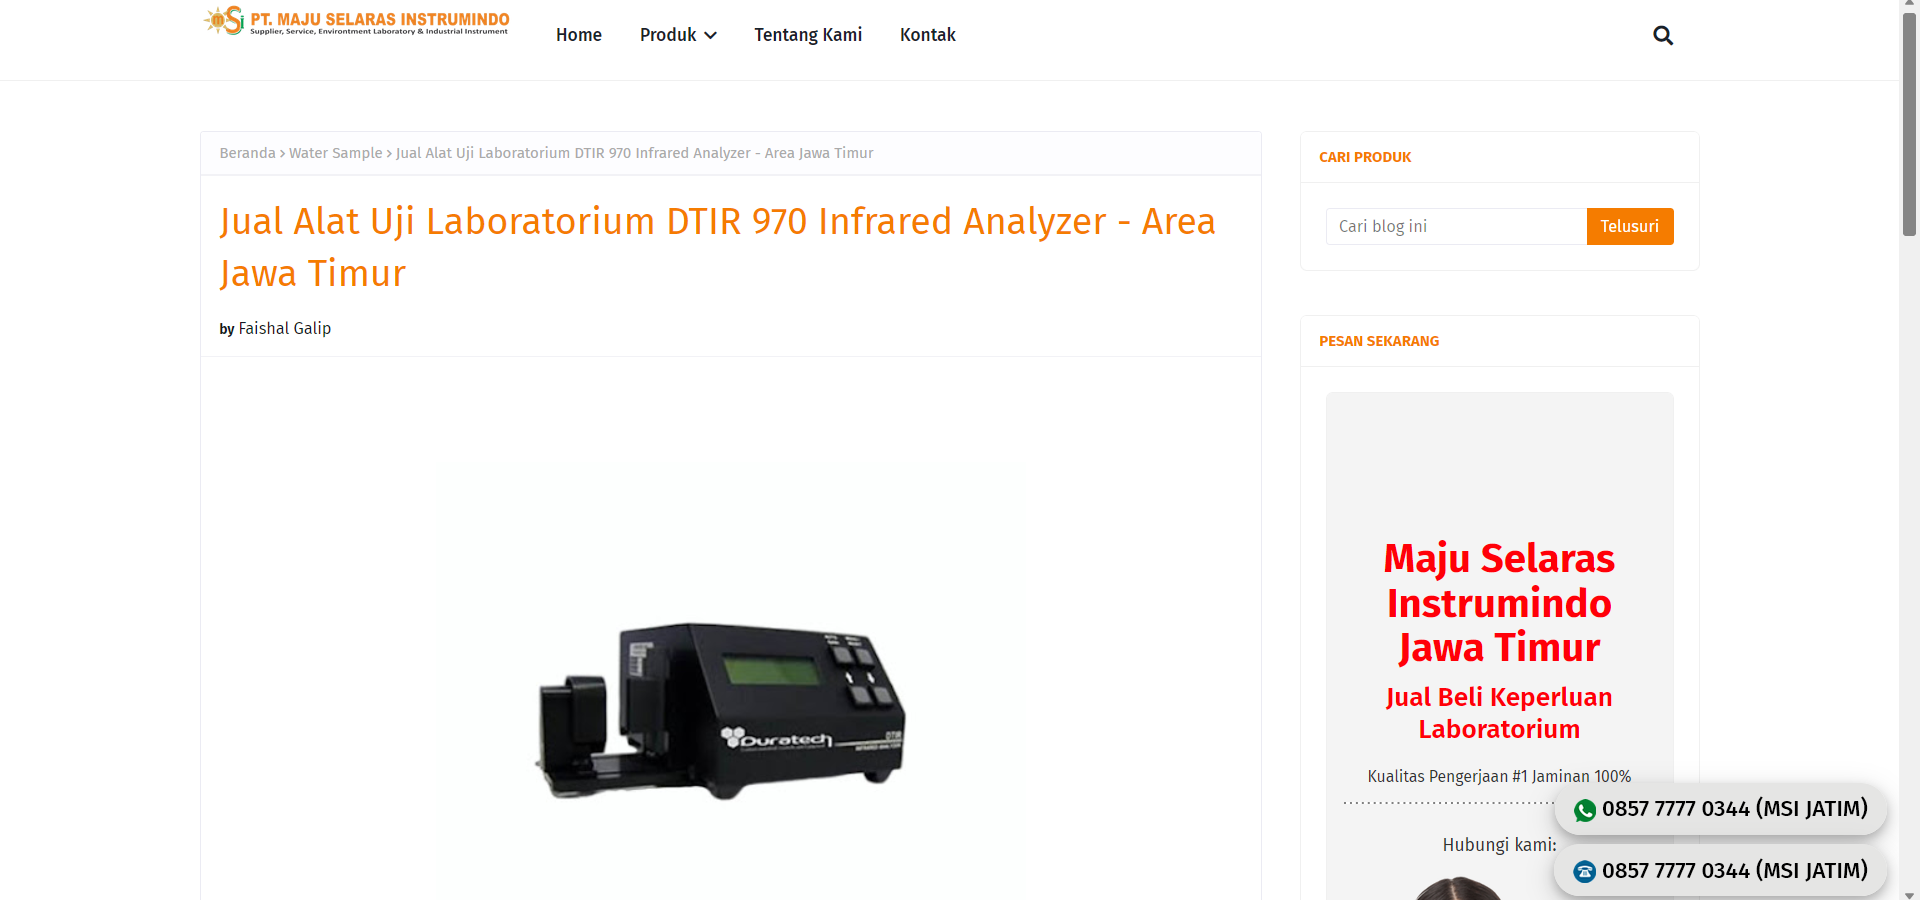 PT. MAJU SELARAS INSTRUMINDO
Supplier, Service, Environtment Laboratory & Industrial Instrument
Home
Produk
Tentang Kami
Kontak
Beranda > Water Sample > Jual Alat Uji Laboratorium DTIR 970 Infrared Analyzer - Area Jawa Timur
Jual Alat Uji Laboratorium DTIR 970 Infrared Analyzer - Area
Jawa Timur
by Faishal Galip
Duratech
DTIR
INFRARED ANALYZER
CARI PRODUK
Cari blog ini
Telusuri
PESAN SEKARANG
Maju Selaras
Instrumindo
Jawa Timur
Jual Beli Keperluan
Laboratorium
Kualitas Pengerjaan #1 Jaminan 100%
Hubungi kami:
0857 7777 0344 (MSI JATIM)
0857 7777 0344 (MSI JATIM)